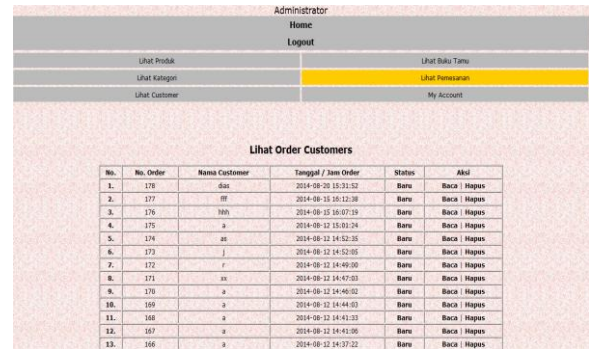 Administrator
Home
Logout
Lihat Produk Lihat Buku Tamu
Lihat Kategori Lihat Pemesanan
Lihat Customer My Account
Lihat Order Customers
No. No. Order Nama Customer Tanggal / Jam Order Status Aksi
1. 178 dias 2014-08-20 15:31:52 Baru Baca | Hapus
2. 177 fff 2014-08-15 16:12:38 Baru Baca | Hapus
3. 176 hhh 2014-08-15 16:07:19 Baru Baca | Hapus
4. 175 a 2014-08-12 15:01:24 Baru Baca | Hapus
5. 174 as 2014-08-12 14:52:35 Baru Baca | Hapus
6. 173 j 2014-08-12 14:52:05 Baru Baca | Hapus
7. 172 r 2014-08-12 14:49:00 Baru Baca | Hapus
8. 171 2014-08-12 14:47:03 Baru Baca | Hapus
9. 170 a 2014-08-12 14:46:02 Baru Baca | Hapus
10. 169 a 2014-08-12 14:44:03 Baru Baca | Hapus
11. 168 a 2014-08-12 14:41:33 Baru Baca | Hapus
12. 167 a 2014-08-12 14:41:06 Baru Baca | Hapus
13. 166 a 2014-08-12 14:37:22 Baru Baca | Hapus